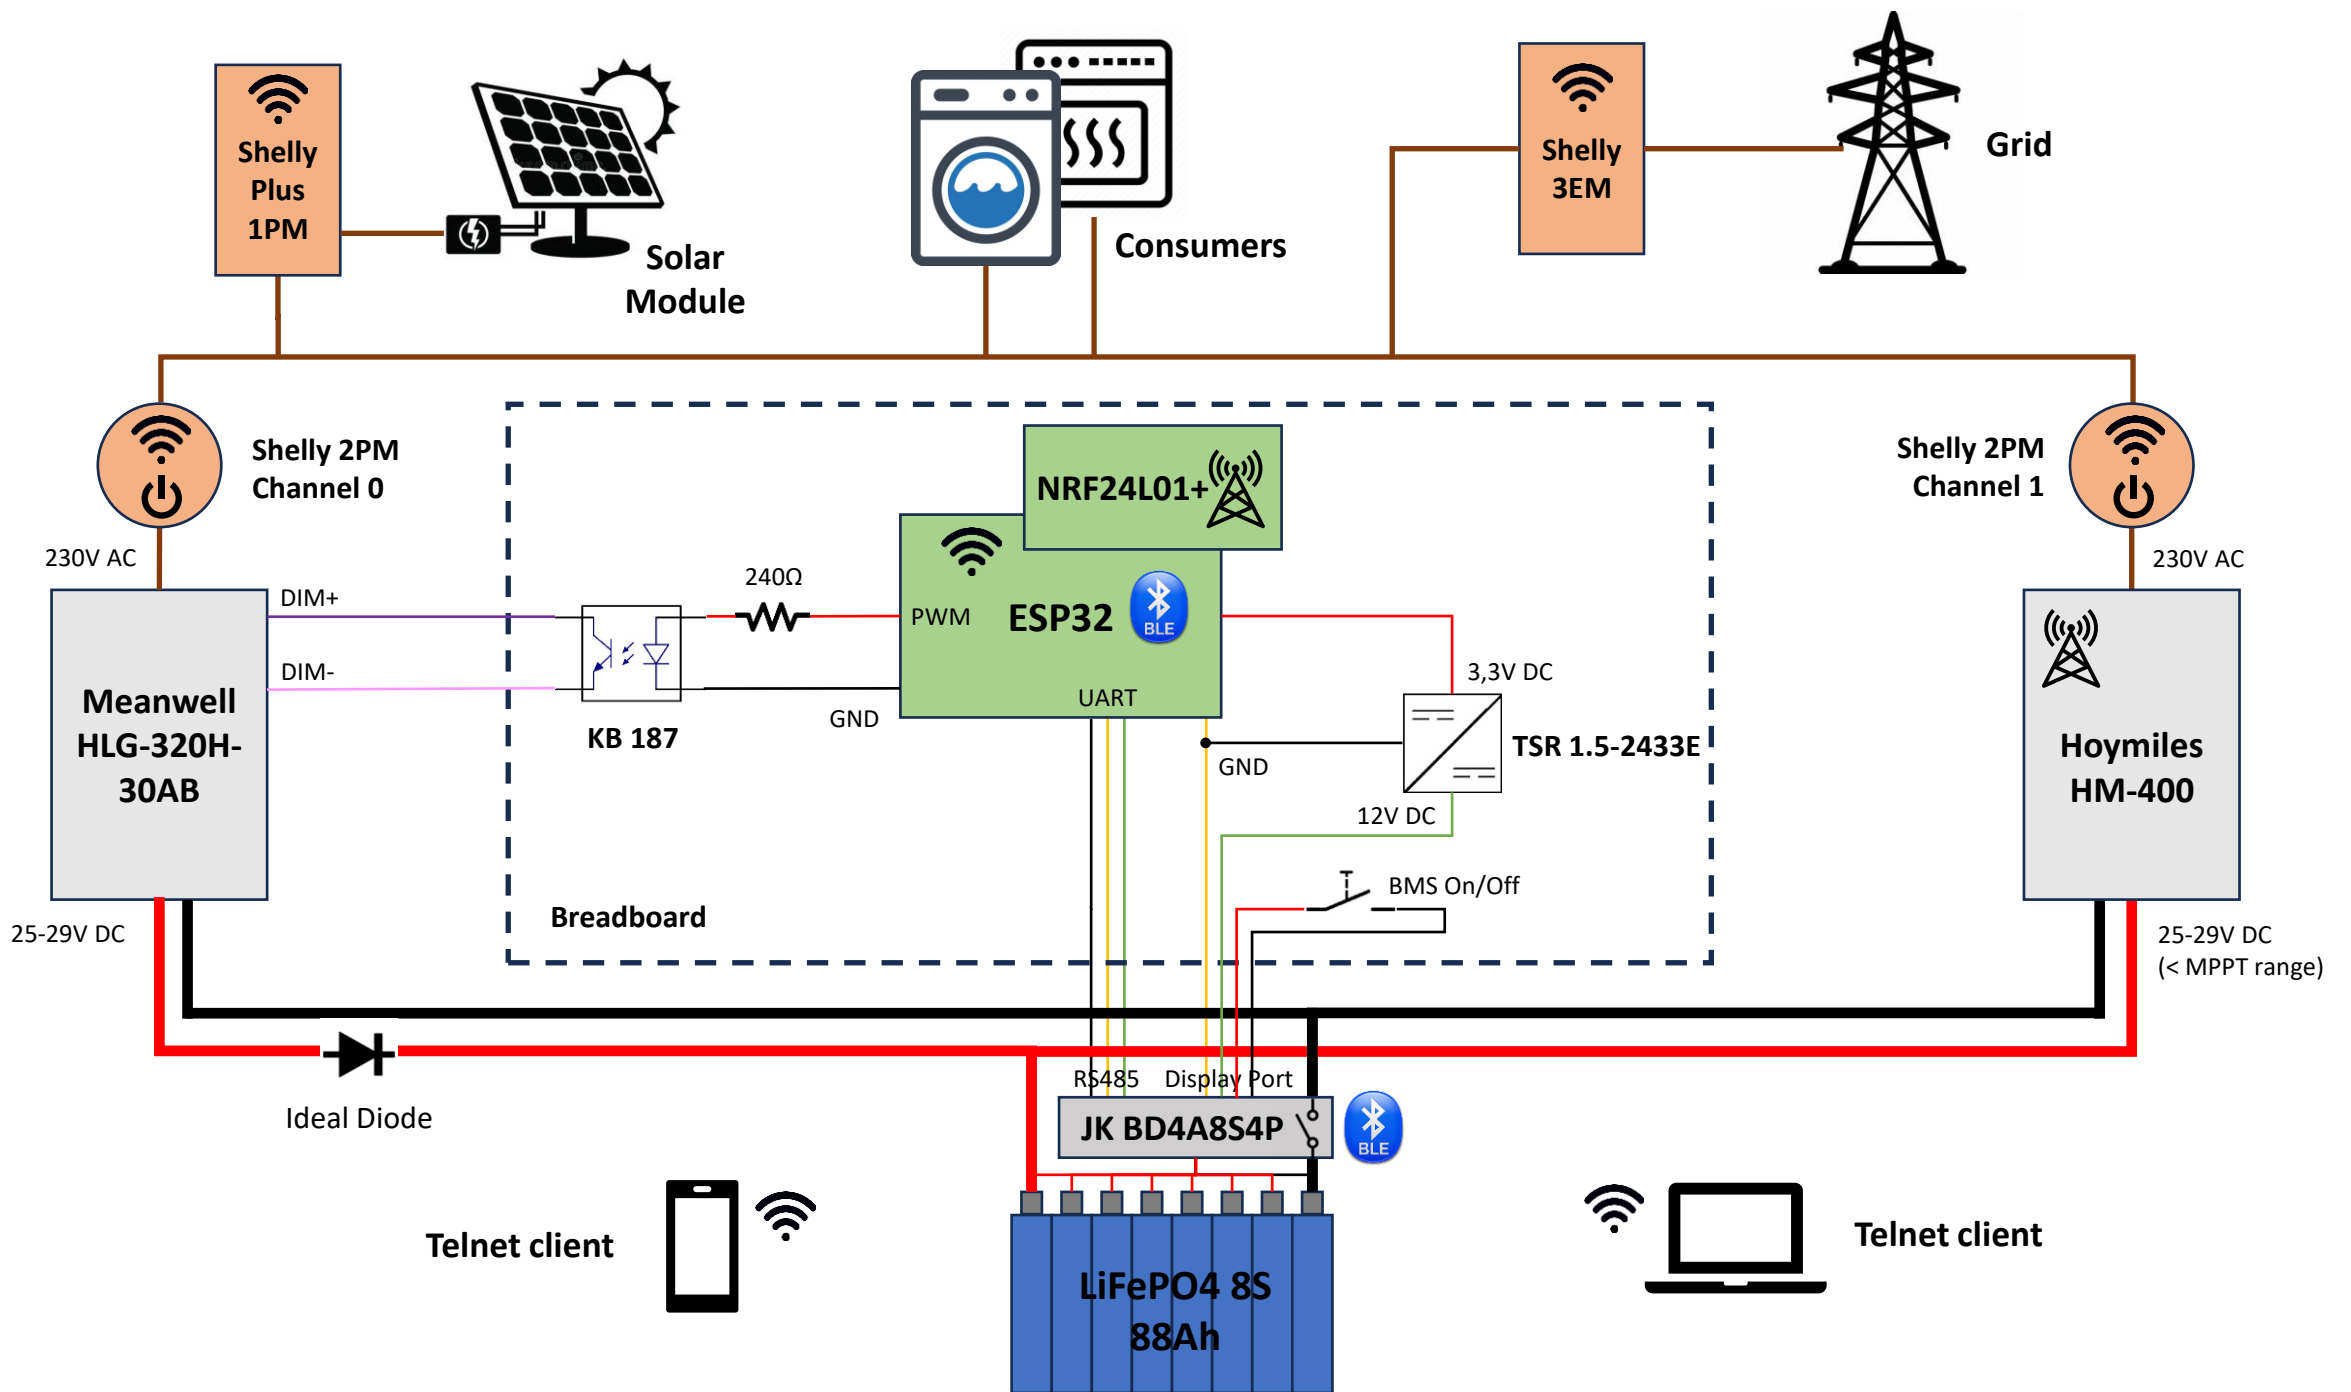 Shelly
Plus
1PM
Solar
Module
Consumers
Shelly
3EM
Grid
Shelly 2PM
Channel 0
Shelly 2PM
Channel 1
230V AC
230V AC
NRF24L01+
240Ω
DIM+
PWM
ESP32
BLE
DIM-
3,3V DC
UART
GND
KB 187
Meanwell
HLG-320H-
30AB
GND
TSR 1.5-2433E
Hoymiles
HM-400
12V DC
BMS On/Off
Breadboard
25-29V DC
25-29V DC
(< MPPT range)
RS485
Display Port
Ideal Diode
JK BD4A8S4P
BLE
Telnet client
Telnet client
LiFePO4 8S
88Ah